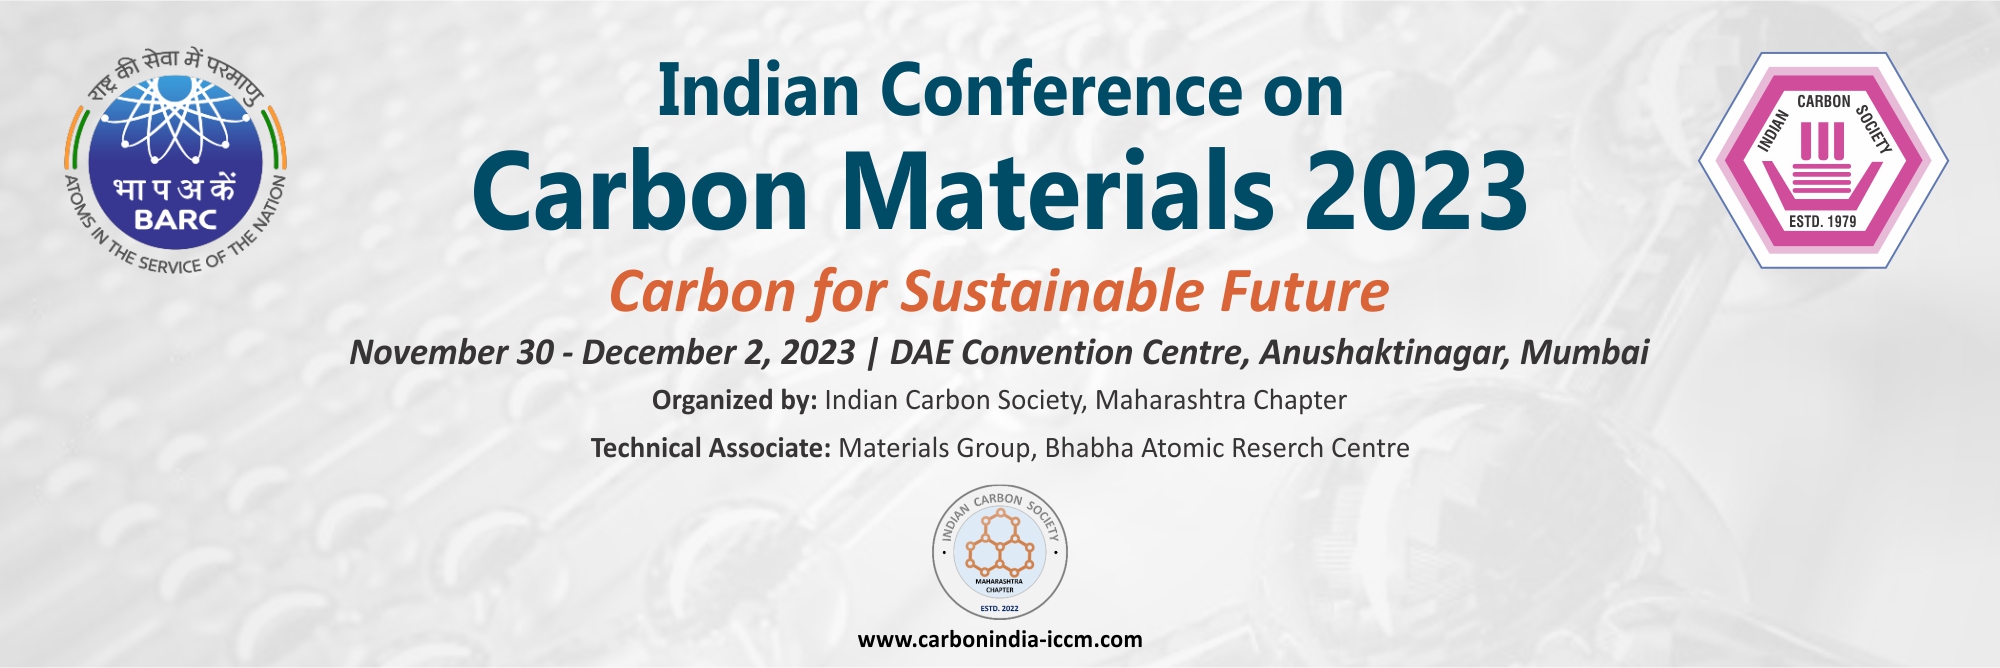 राष्ट्र की सेवा में परमाणु
भा प अ कें
BARC
ATOMS IN THE SERVICE OF THE NATION
Indian Conference on
Carbon Materials 2023
INDIAN CARBON SOCIETY
ESTD. 1979
Carbon for Sustainable Future
November 30 - December 2, 2023 | DAE Convention Centre, Anushaktinagar, Mumbai
Organized by: Indian Carbon Society, Maharashtra Chapter
Technical Associate: Materials Group, Bhabha Atomic Reserch Centre
• INDIAN CARBON SOCIETY •
MAHARASHTRA
CHAPTER
ESTD. 2022
www.carbonindia-iccm.com